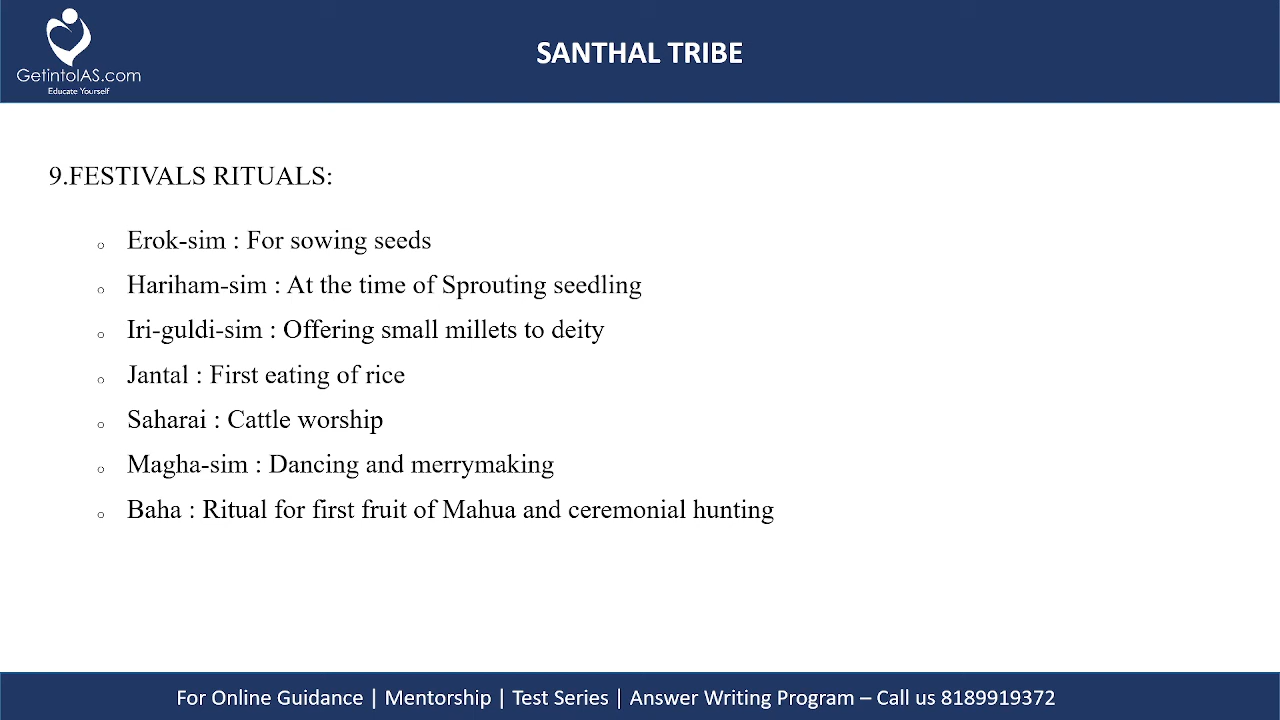 GetintoIAS.com
Educate Yourself
SANTHAL TRIBE
9.FESTIVALS RITUALS:
Erok-sim : For sowing seeds
Hariham-sim : At the time of Sprouting seedling
Iri-guldi-sim : Offering small millets to deity
Jantal : First eating of rice
Saharai : Cattle worship
Magha-sim : Dancing and merrymaking
Baha : Ritual for first fruit of Mahua and ceremonial hunting
For Online Guidance | Mentorship | Test Series | Answer Writing Program – Call us 8189919372